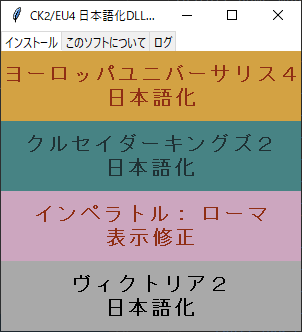 CK2/EU4 日本語化DLL...
インストール このソフトについて ログ
ヨーロッパユニバーサリス４
日本語化
クルセイダーキングズ２
日本語化
インペラトル： ローマ
表示修正
ヴィクトリア２
日本語化